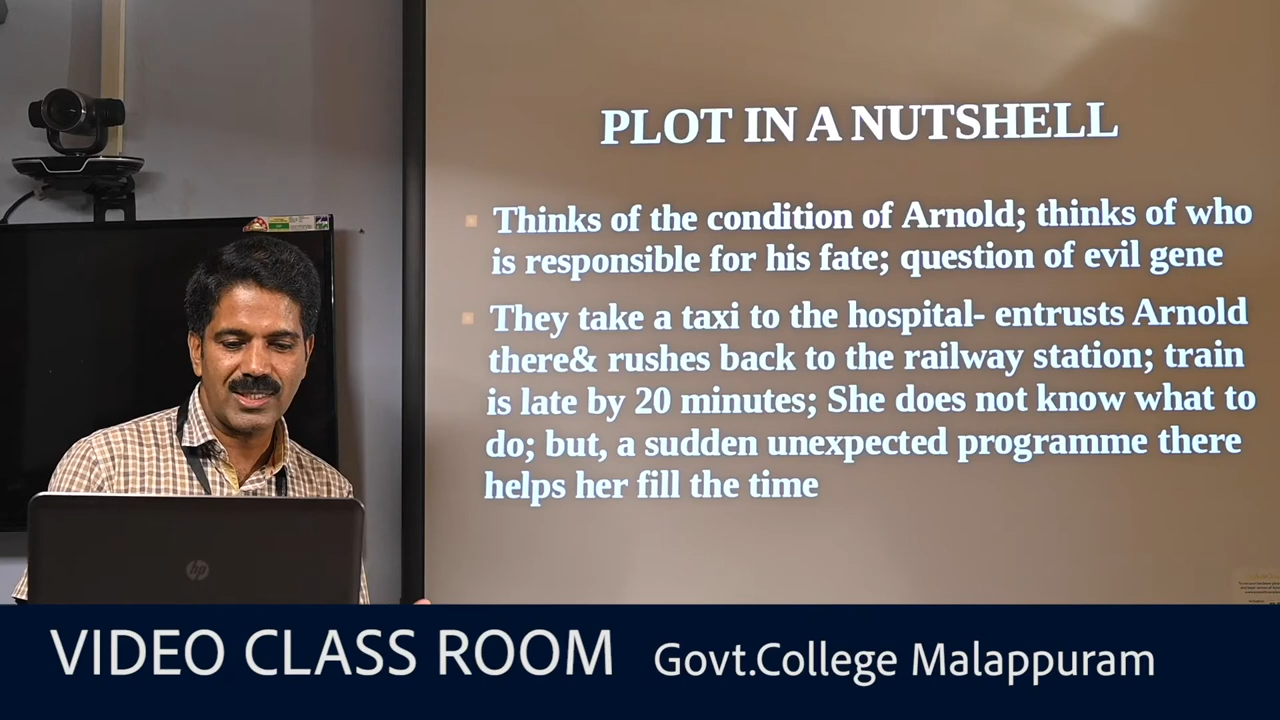 PLOT IN A NUTSHELL
Thinks of the condition of Arnold; thinks of who
is responsible for his fate; question of evil gene
They take a taxi to the hospital- entrusts Arnold
there& rushes back to the railway station; train
is late by 20 minutes; She does not know what to
do; but, a sudden unexpected programme there
helps her fill the time
hp
VIDEO CLASS ROOM Govt.College Malappuram